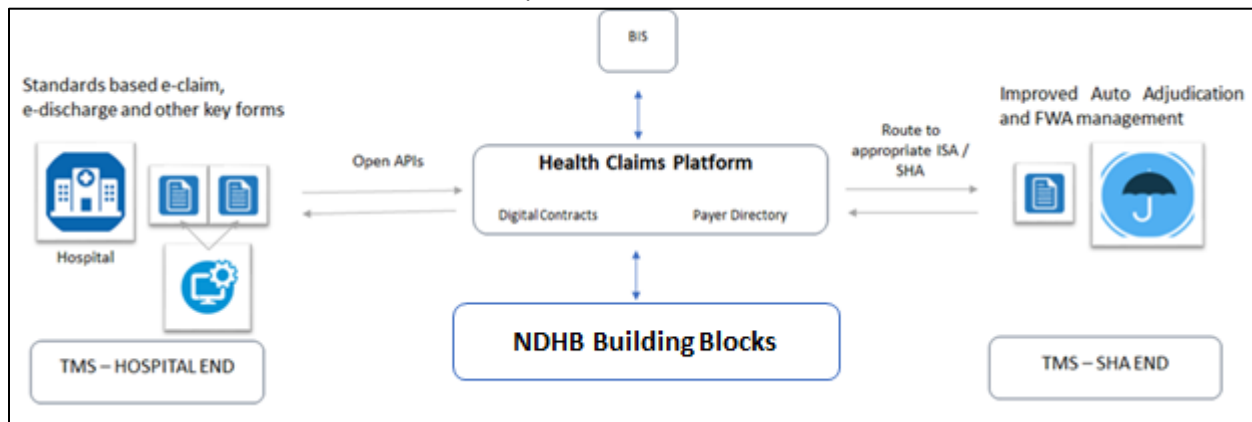 BIS
Standards based e-claim,
e-discharge and other key forms
Hospital
TMS – HOSPITAL END
Open APIs
Health Claims Platform
Digital Contracts
Payer Directory
NDHB Building Blocks
Route to
appropriate ISA /
SHA
Improved Auto Adjudication
and FWA management
TMS – SHA END